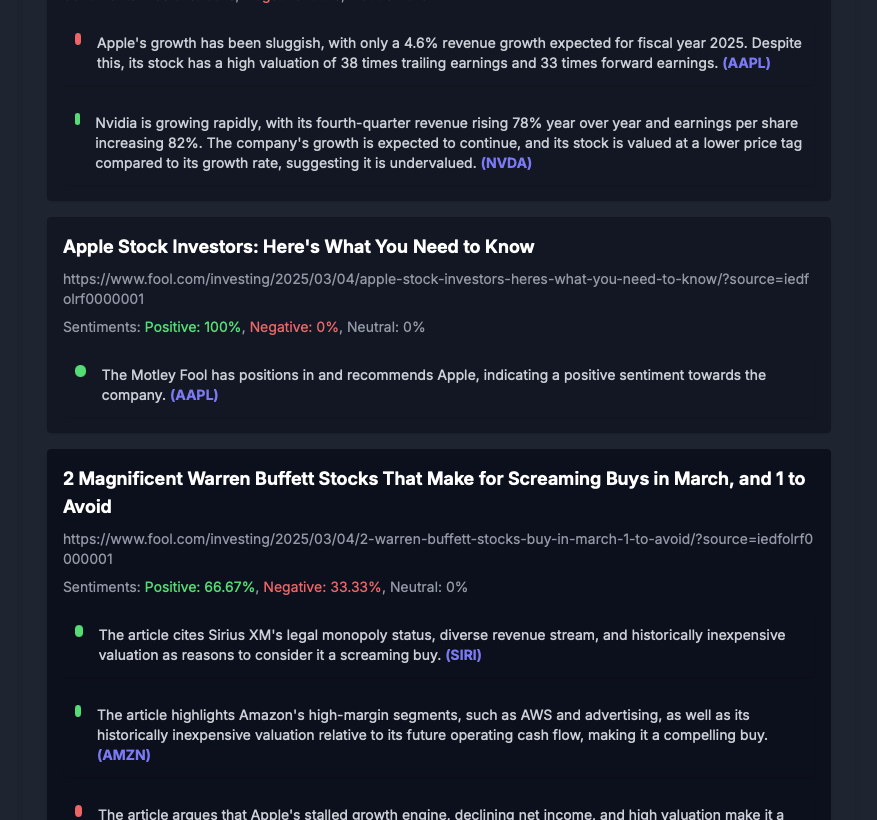 Apple's growth has been sluggish, with only a 4.6% revenue growth expected for fiscal year 2025. Despite
this, its stock has a high valuation of 38 times trailing earnings and 33 times forward earnings. (AAPL)
Nvidia is growing rapidly, with its fourth-quarter revenue rising 78% year over year and earnings per share
increasing 82%. The company's growth is expected to continue, and its stock is valued at a lower price tag
compared to its growth rate, suggesting it is undervalued. (NVDA)
Apple Stock Investors: Here's What You Need to Know
https://www.fool.com/investing/2025/03/04/apple-stock-investors-heres-what-you-need-to-know/?source=iedf
olrf0000001
Sentiments: Positive: 100%, Negative: 0%, Neutral: 0%
The Motley Fool has positions in and recommends Apple, indicating a positive sentiment towards the
company. (AAPL)
2 Magnificent Warren Buffett Stocks That Make for Screaming Buys in March, and 1 to
Avoid
https://www.fool.com/investing/2025/03/04/2-warren-buffett-stocks-buy-in-march-1-to-avoid/?source=iedfolrf0
000001
Sentiments: Positive: 66.67%, Negative: 33.33%, Neutral: 0%
The article cites Sirius XM's legal monopoly status, diverse revenue stream, and historically inexpensive
valuation as reasons to consider it a screaming buy. (SIRI)
The article highlights Amazon's high-margin segments, such as AWS and advertising, as well as its
historically inexpensive valuation relative to its future operating cash flow, making it a compelling buy.
(AMZN)
The article argues that Apple's stalled growth engine, declining net income, and high valuation make it a